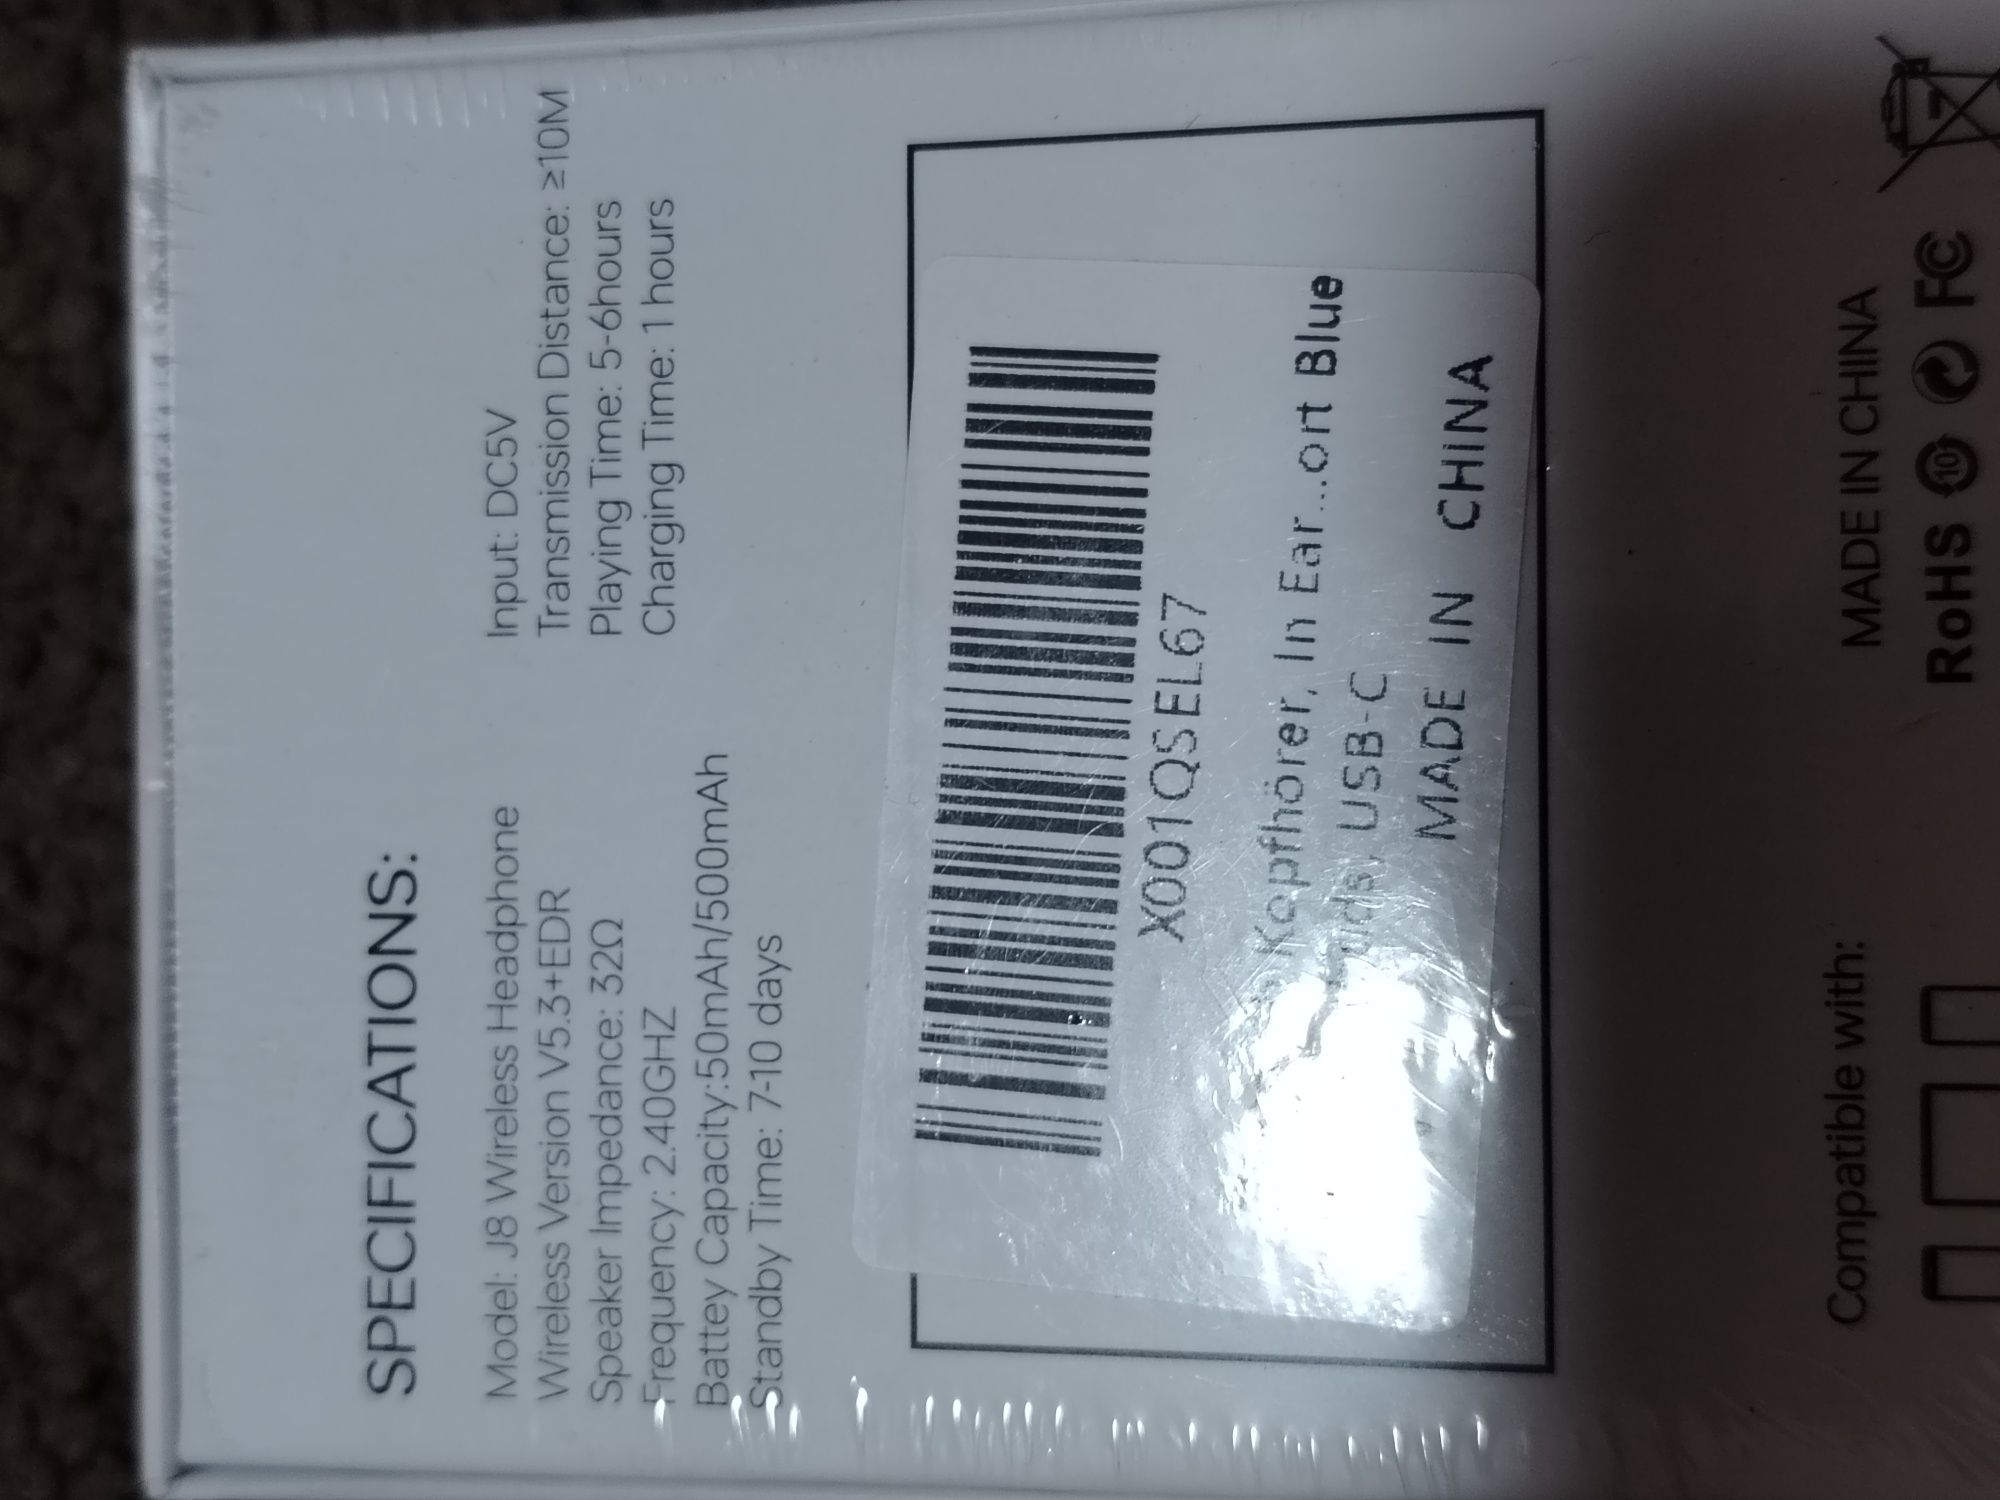 SPECIFICATIONS:
Model: J8 Wireless Headphone
Wireless Version V5.3+EDR
Speaker Impedance: 32Ω
Frequency: 2.40GHZ
Battey Capacity:50mAh/500mAh
Standby Time: 7-10 days
Input: DC5V
Transmission Distance: ≥10M
Playing Time: 5-6hours
Charging Time: 1 hours
X001QSEL67
Kopfhörer, In Ear...ort Blue
USB-C
MADE IN CHINA
Compatible with:
MADE IN CHINA
RoHS 10 FC